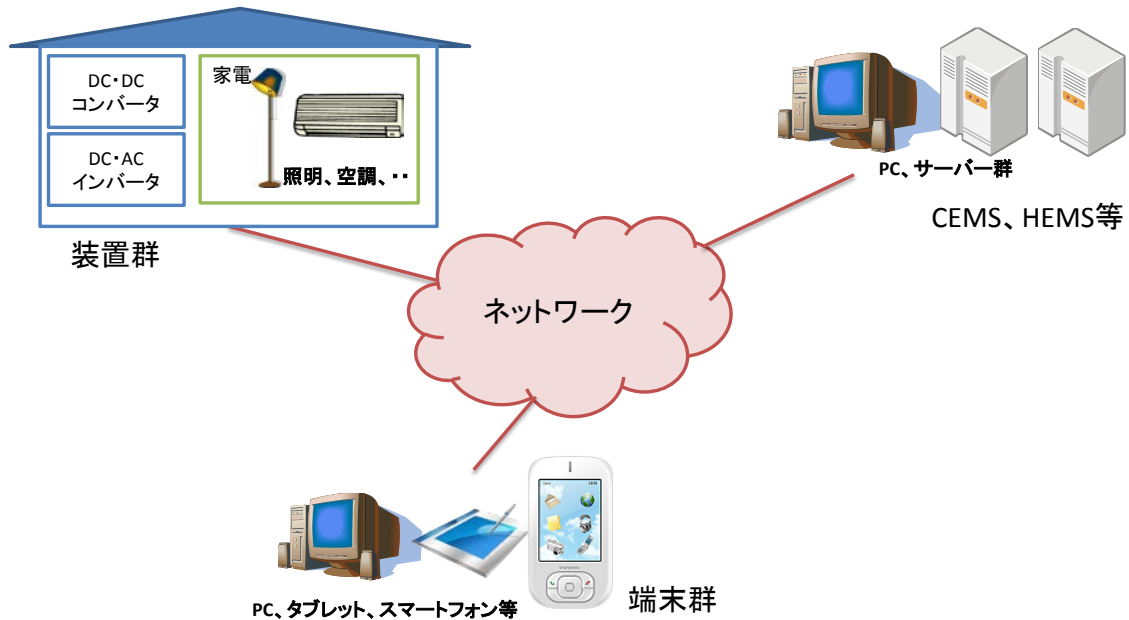 DC・DC
コンバータ
DC・AC
インバータ
家電
照明、空調、・・
装置群
PC、サーバー群
CEMS、HEMS等
ネットワーク
PC、タブレット、スマートフォン等
端末群